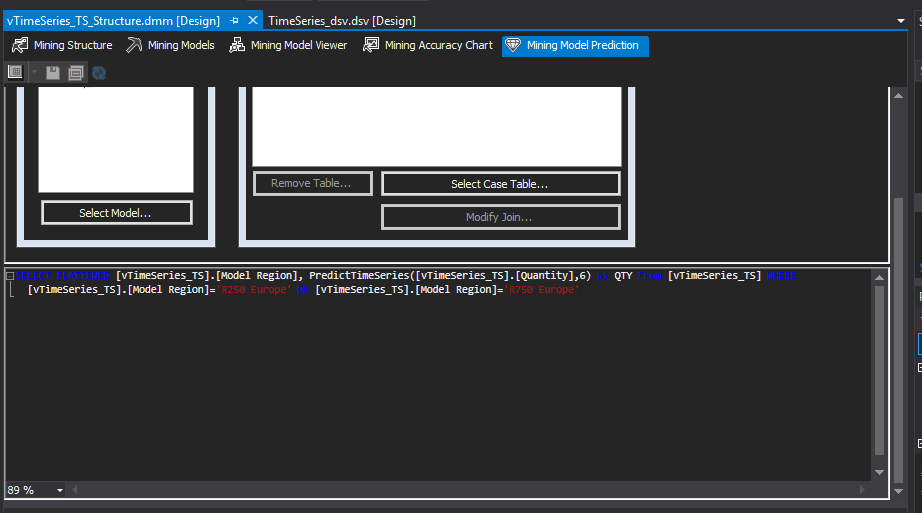 vTimeSeries_TS_Structure.dmm [Design]
TimeSeries_dsv.dsv [Design]
Mining Structure
Mining Models
Mining Model Viewer
Mining Accuracy Chart
Mining Model Prediction
Remove Table...
Select Case Table...
Select Model...
Modify Join...
SELECT FLATTENED [vTimeSeries_TS].[Model Region], PredictTimeSeries([vTimeSeries_TS].[Quantity],6) as QTY From [vTimeSeries_TS] WHERE
[vTimeSeries_TS].[Model Region]='R250 Europe' OR [vTimeSeries_TS].[Model Region]='R750 Europe'
89 %